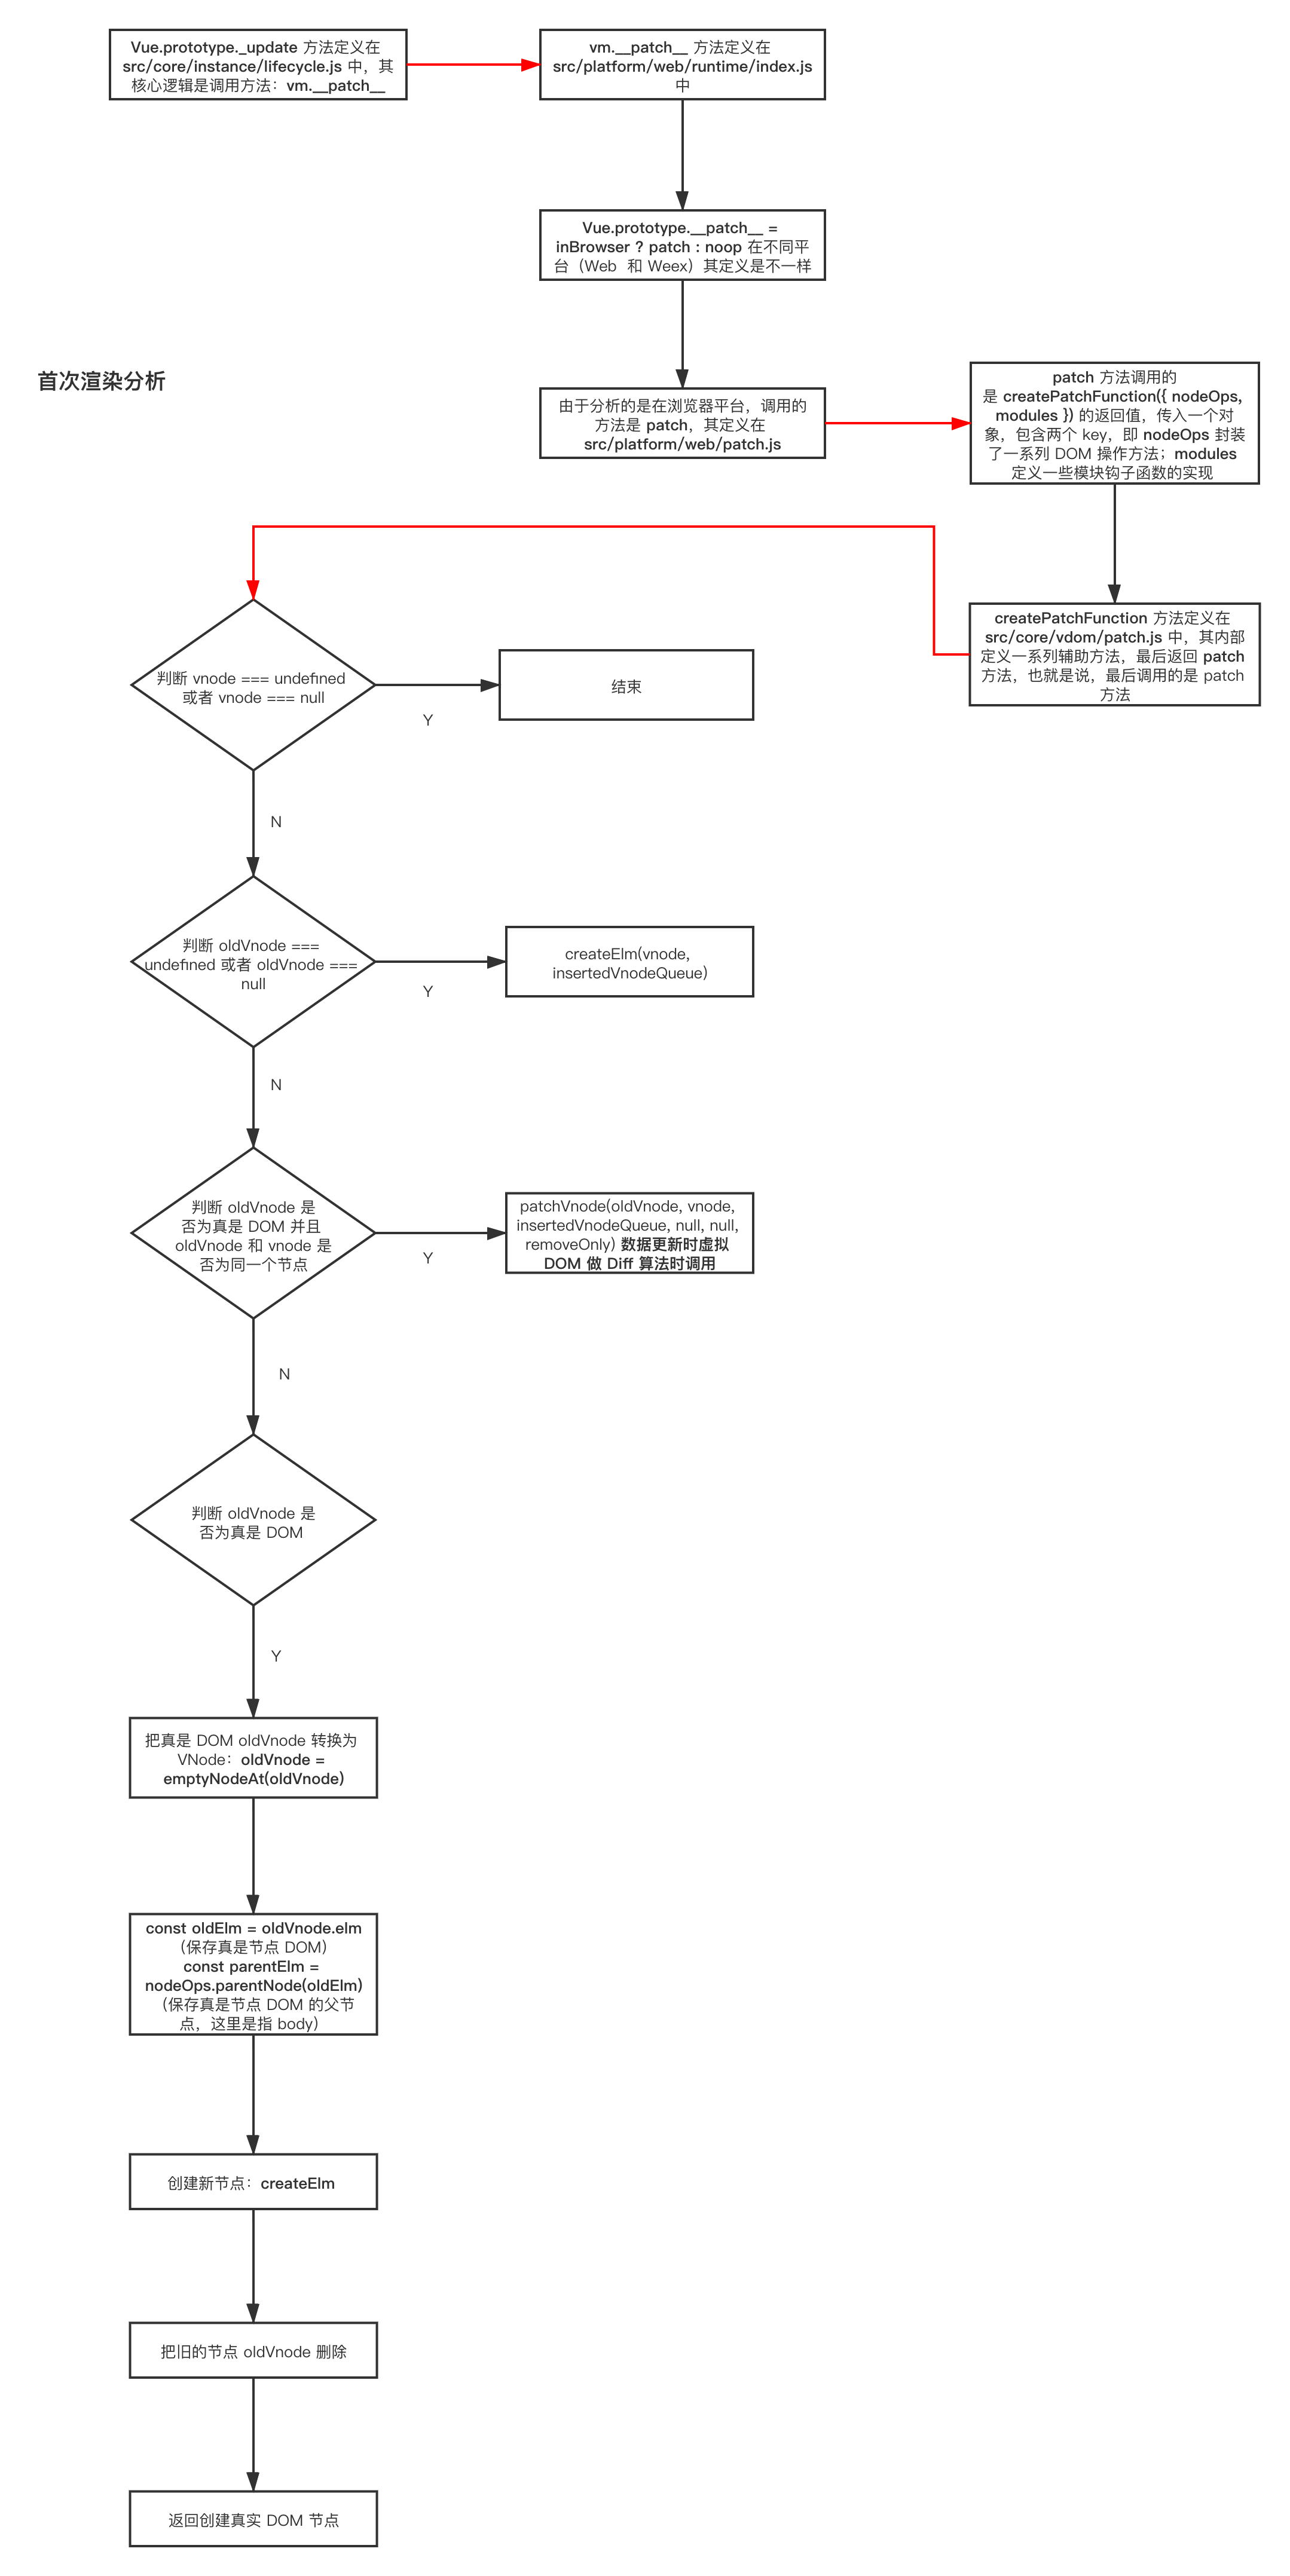 Vue.prototype._update 方法定义在
src/core/instance/lifecycle.js 中，其
核心逻辑是调用方法：vm.__patch__
vm.__patch__ 方法定义在
src/platform/web/runtime/index.js
中
Vue.prototype.__patch__ =
inBrowser ? patch : noop 在不同平
台（Web 和 Weex）其定义是不一样
首次渲染分析
由于分析的是在浏览器平台，调用的
方法是 patch，其定义在
src/platform/web/patch.js
patch 方法调用的
是 createPatchFunction({ nodeOps,
modules }) 的返回值，传入一个对
象，包含两个 key，即 nodeOps 封装
了一系列 DOM 操作方法；modules
定义一些模块钩子函数的实现
createPatchFunction 方法定义在
src/core/vdom/patch.js 中，其内部
定义一系列辅助方法，最后返回 patch
方法，也就是说，最后调用的是 patch
方法
判断 vnode === undefined
或者 vnode === null
Y
结束
N
判断 oldVnode ===
undefined 或者 oldVnode ===
null
Y
createElm(vnode,
insertedVnodeQueue)
N
判断 oldVnode 是
否为真是 DOM 并且
oldVnode 和 vnode 是
否为同一个节点
Y
patchVnode(oldVnode, vnode,
insertedVnodeQueue, null, null,
removeOnly) 数据更新时虚拟
DOM 做 Diff 算法时调用
N
判断 oldVnode 是
否为真是 DOM
Y
把真是 DOM oldVnode 转换为
VNode：oldVnode =
emptyNodeAt(oldVnode)
const oldElm = oldVnode.elm
（保存真是节点 DOM）
const parentElm =
nodeOps.parentNode(oldElm)
（保存真是节点 DOM 的父节
点，这里是指 body）
创建新节点：createElm
把旧的节点 oldVnode 删除
返回创建真实 DOM 节点